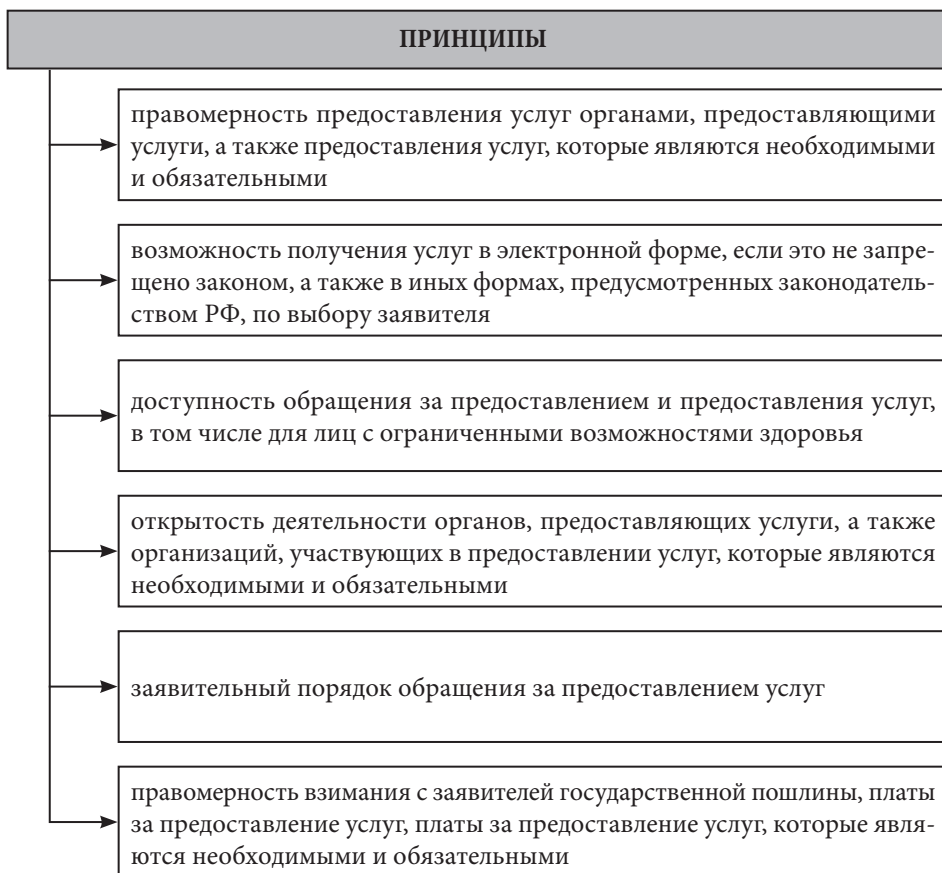 ПРИНЦИПЫ
правомерность предоставления услуг органами, предоставляющими
услуги, а также предоставления услуг, которые являются необходимыми
и обязательными
возможность получения услуг в электронной форме, если это не запре-
щено законом, а также в иных формах, предусмотренных законодатель-
ством РФ, по выбору заявителя
доступность обращения за предоставлением и предоставления услуг,
в том числе для лиц с ограниченными возможностями здоровья
открытость деятельности органов, предоставляющих услуги, а также
организаций, участвующих в предоставлении услуг, которые являются
необходимыми и обязательными
заявительный порядок обращения за предоставлением услуг
правомерность взимания с заявителей государственной пошлины, платы
за предоставление услуг, платы за предоставление услуг, которые явля-
ются необходимыми и обязательными